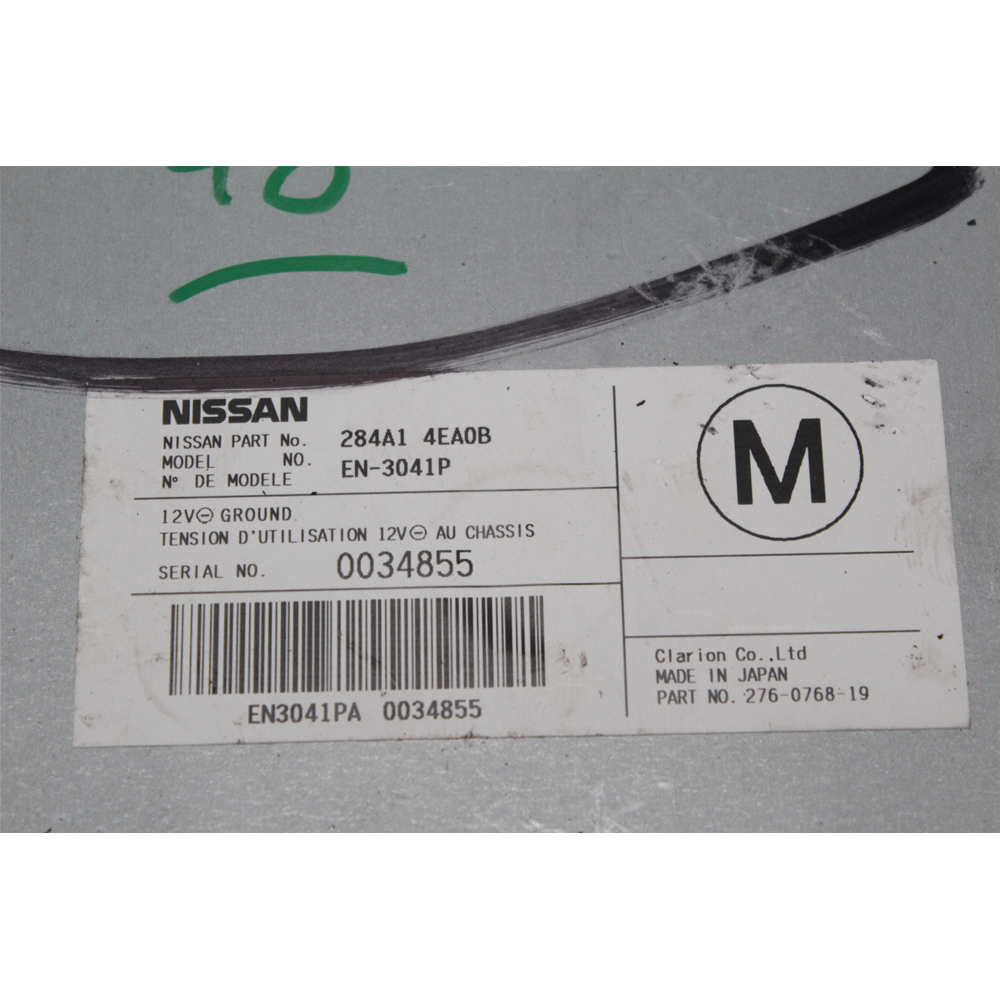 40
NISSAN
NISSAN PART No. 284A1 4EA0B
MODEL NO. EN-3041P
N° DE MODELE
12V⊖ GROUND
TENSION D'UTILISATION 12V⊖ AU CHASSIS
SERIAL NO. 0034855
EN3041PA 0034855
M
Clarion Co.,Ltd
MADE IN JAPAN
PART NO. 276-0768-19